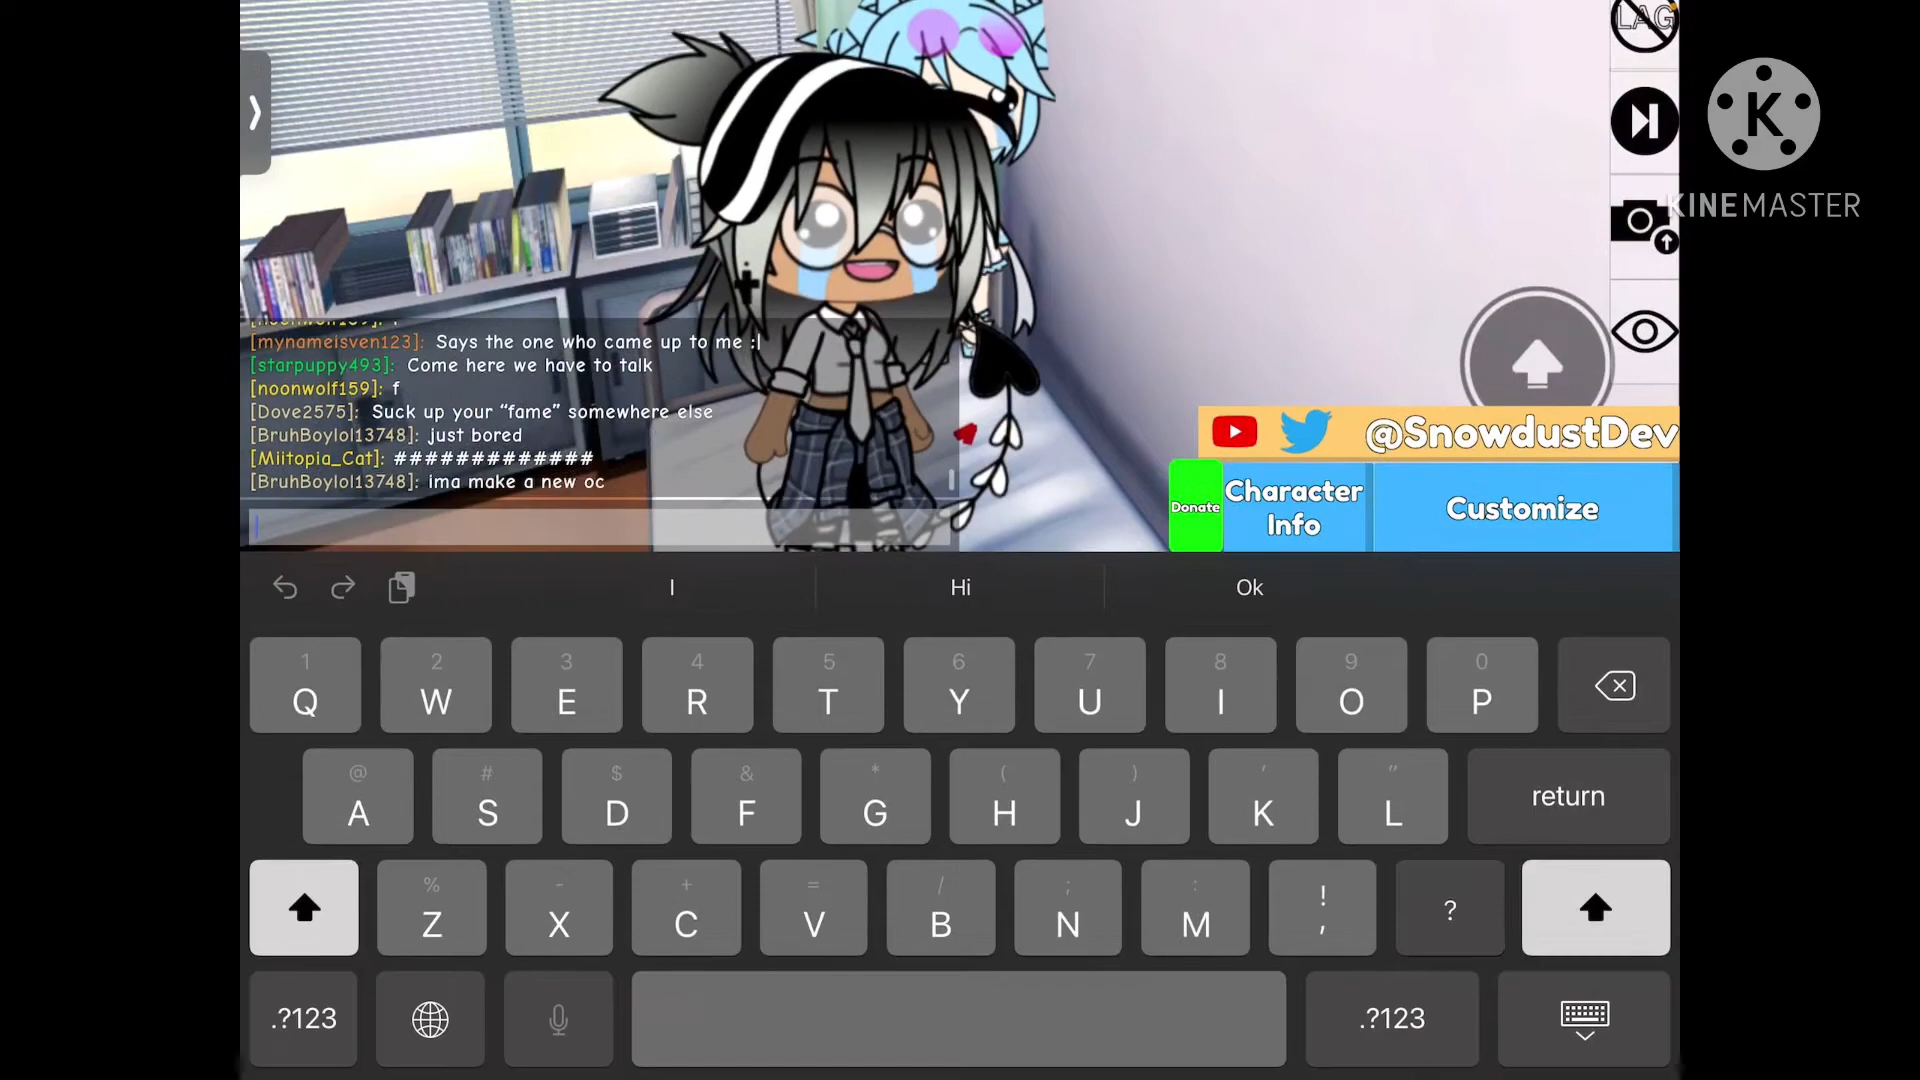 LAG
KINEMASTER
K
[mynameisven123]: Says the one who came up to me :|
[starpuppy493]: Come here we have to talk
[noonwolf159]: f
[Dove2575]: Suck up your “fame” somewhere else
[BruhBoylol13748]: just bored
[Miitopia_Cat]: #############
[BruhBoylol13748]: ima make a new oc
@SnowdustDev
Donate
Character
Info
Customize
I Hi Ok
1 2 3 4 5 6 7 8 9 0
Q W E R T Y U I O P
@ # $ & * ( ) ' "
A S D F G H J K L return
% - + = / ; : !
Z X C V B N M , ?
.?123 .?123